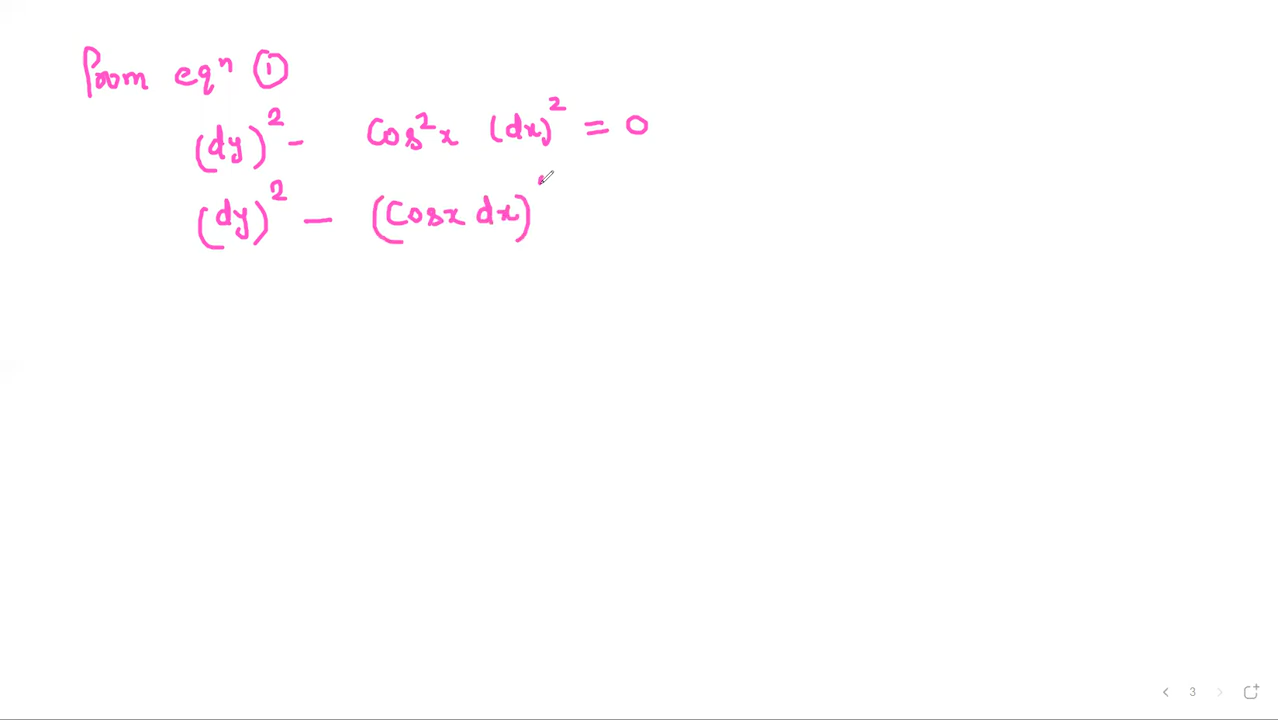 From eqⁿ ①
(dy)² - Cos²x (dx)² = 0
(dy)² - (Cosx dx)
3